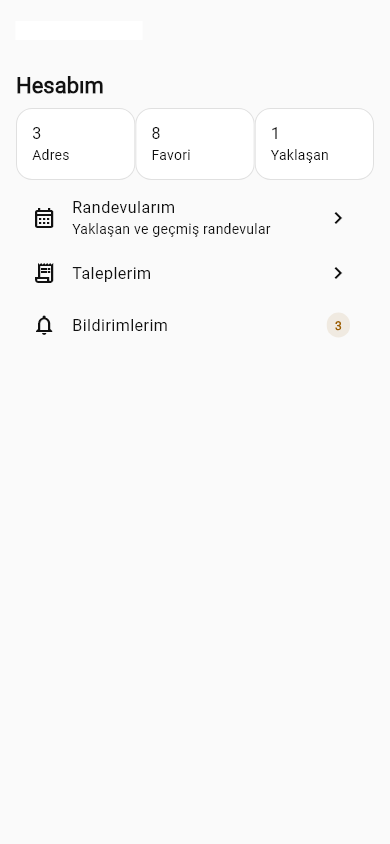 Hesabım
3
Adres
8
Favori
1
Yaklaşan
Randevularım
Yaklaşan ve geçmiş randevular
Taleplerim
Bildirimlerim
3